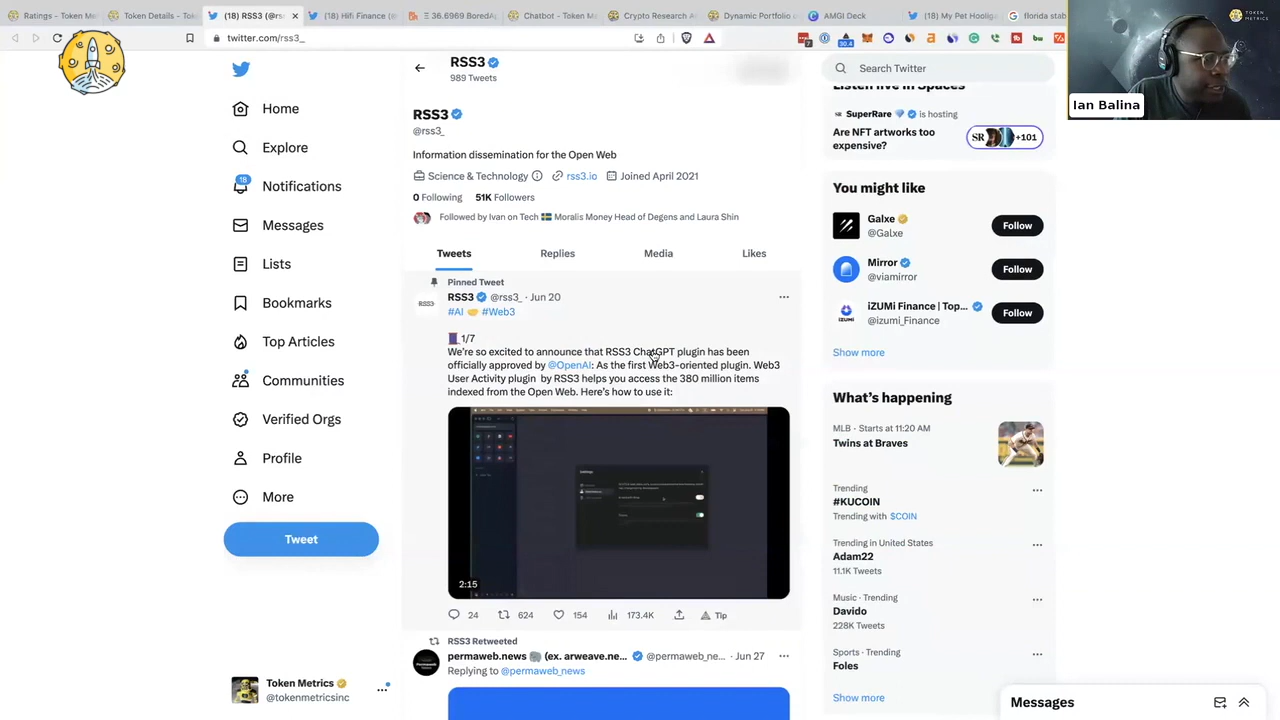 Ratings - Token Me
Token Details - Tok
(18) RSS3 (@rss
(18) Hifi Finance (@
Ξ 36.6969 BoredAp
Chatbot - Token M
Crypto Research A
Dynamic Portfolio o
AMGI Deck
(18) My Pet Hooliga
florida stab
twitter.com/rss3_
TOKEN METRICS
Ian Balina
RSS3
989 Tweets
Search Twitter
Home
Explore
18
Notifications
Messages
Lists
Bookmarks
Top Articles
Communities
Verified Orgs
Profile
More
Tweet
Token Metrics
@tokenmetricsinc
RSS3
@rss3_
Information dissemination for the Open Web
Science & Technology rss3.io Joined April 2021
0 Following 51K Followers
Followed by Ivan on Tech 🇸🇪 Moralis Money Head of Degens and Laura Shin
Tweets Replies Media Likes
Pinned Tweet
RSS3 @rss3_ · Jun 20
#AI 🤝 #Web3
🧵 1/7
We're so excited to announce that RSS3 ChatGPT plugin has been
officially approved by @OpenAI: As the first Web3-oriented plugin. Web3
User Activity plugin by RSS3 helps you access the 380 million items
indexed from the Open Web. Here's how to use it:
2:15
24 624 154 173.4K Tip
RSS3 Retweeted
permaweb.news 🐘 (ex. arweave.ne... @permaweb_ne... · Jun 27
Replying to @permaweb_news
Listen live in Spaces
SuperRare 💎 is hosting
Are NFT artworks too
expensive?
SR +101
You might like
Galxe
@Galxe
Follow
Mirror
@viamirror
Follow
iZUMi Finance | Top...
@izumi_Finance
Follow
Show more
What's happening
MLB · Starts at 11:20 AM
Twins at Braves
Trending
#KUCOIN
Trending with $COIN
Trending in United States
Adam22
11.1K Tweets
Music · Trending
Davido
228K Tweets
Sports · Trending
Foles
Show more
Messages